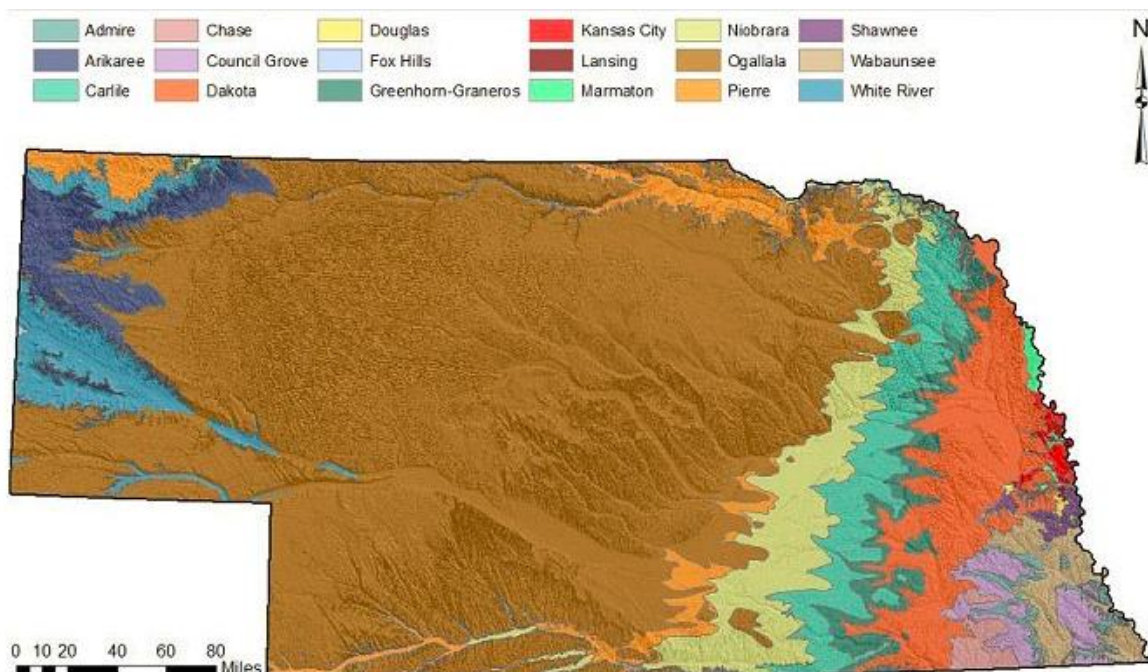 Admire Chase Douglas Kansas City Niobrara Shawnee
Arikaree Council Grove Fox Hills Lansing Ogallala Wabaunsee
Carlile Dakota Greenhorn-Graneros Marmaton Pierre White River
N
0 10 20 40 60 80
Miles